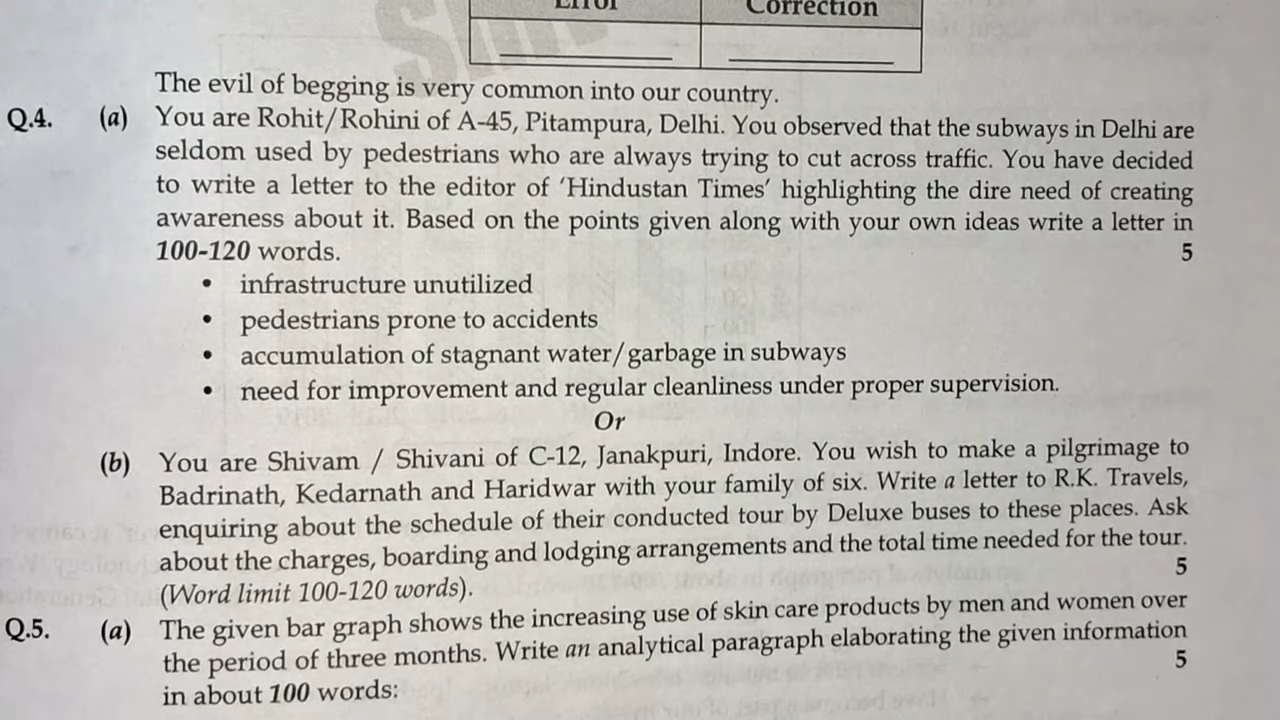 Error Correction
The evil of begging is very common into our country.
Q.4. (a) You are Rohit/Rohini of A-45, Pitampura, Delhi. You observed that the subways in Delhi are
seldom used by pedestrians who are always trying to cut across traffic. You have decided
to write a letter to the editor of 'Hindustan Times' highlighting the dire need of creating
awareness about it. Based on the points given along with your own ideas write a letter in
100-120 words. 5
• infrastructure unutilized
• pedestrians prone to accidents
• accumulation of stagnant water/garbage in subways
• need for improvement and regular cleanliness under proper supervision.
Or
(b) You are Shivam / Shivani of C-12, Janakpuri, Indore. You wish to make a pilgrimage to
Badrinath, Kedarnath and Haridwar with your family of six. Write a letter to R.K. Travels,
enquiring about the schedule of their conducted tour by Deluxe buses to these places. Ask
about the charges, boarding and lodging arrangements and the total time needed for the tour.
(Word limit 100-120 words). 5
Q.5. (a) The given bar graph shows the increasing use of skin care products by men and women over
the period of three months. Write an analytical paragraph elaborating the given information
in about 100 words: 5